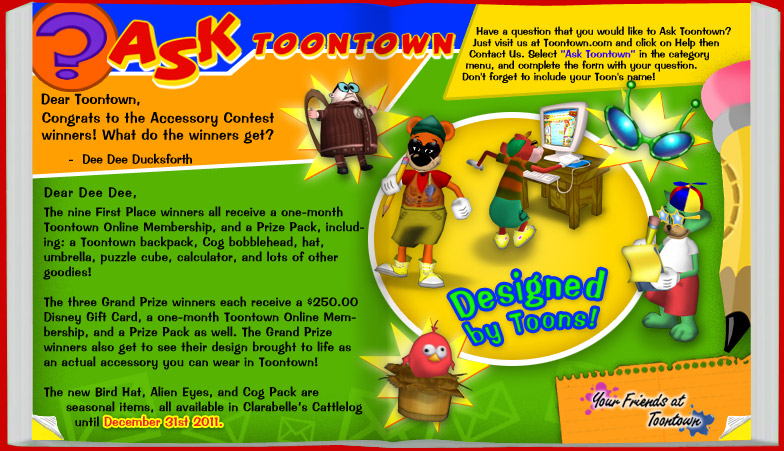 ASK TOONTOWN
Have a question that you would like to Ask Toontown?
Just visit us at Toontown.com and click on Help then
Contact Us. Select "Ask Toontown" in the category
menu, and complete the form with your question.
Don't forget to include your Toon's name!
Dear Toontown,
Congrats to the Accessory Contest
winners! What do the winners get?
- Dee Dee Ducksforth
Dear Dee Dee,
The nine First Place winners all receive a one-month
Toontown Online Membership, and a Prize Pack, includ-
ing: a Toontown backpack, Cog bobblehead, hat,
umbrella, puzzle cube, calculator, and lots of other
goodies!
The three Grand Prize winners each receive a $250.00
Disney Gift Card, a one-month Toontown Online Mem-
bership, and a Prize Pack as well. The Grand Prize
winners also get to see their design brought to life as
an actual accessory you can wear in Toontown!
The new Bird Hat, Alien Eyes, and Cog Pack are
seasonal items, all available in Clarabelle's Cattlelog
until December 31st 2011.
Designed
by Toons!
Your Friends at
Toontown